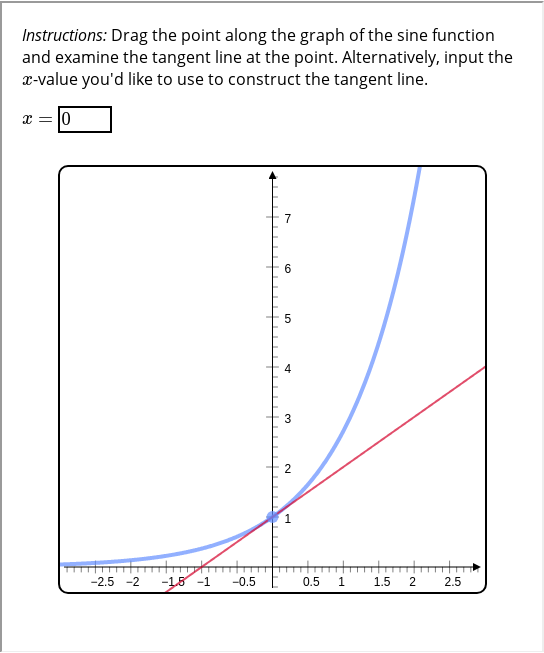 Instructions: Drag the point along the graph of the sine function
and examine the tangent line at the point. Alternatively, input the
x-value you'd like to use to construct the tangent line.
x = 0
7
6
5
4
3
2
1
−2.5 −2 −1.5 −1 −0.5 0.5 1 1.5 2 2.5